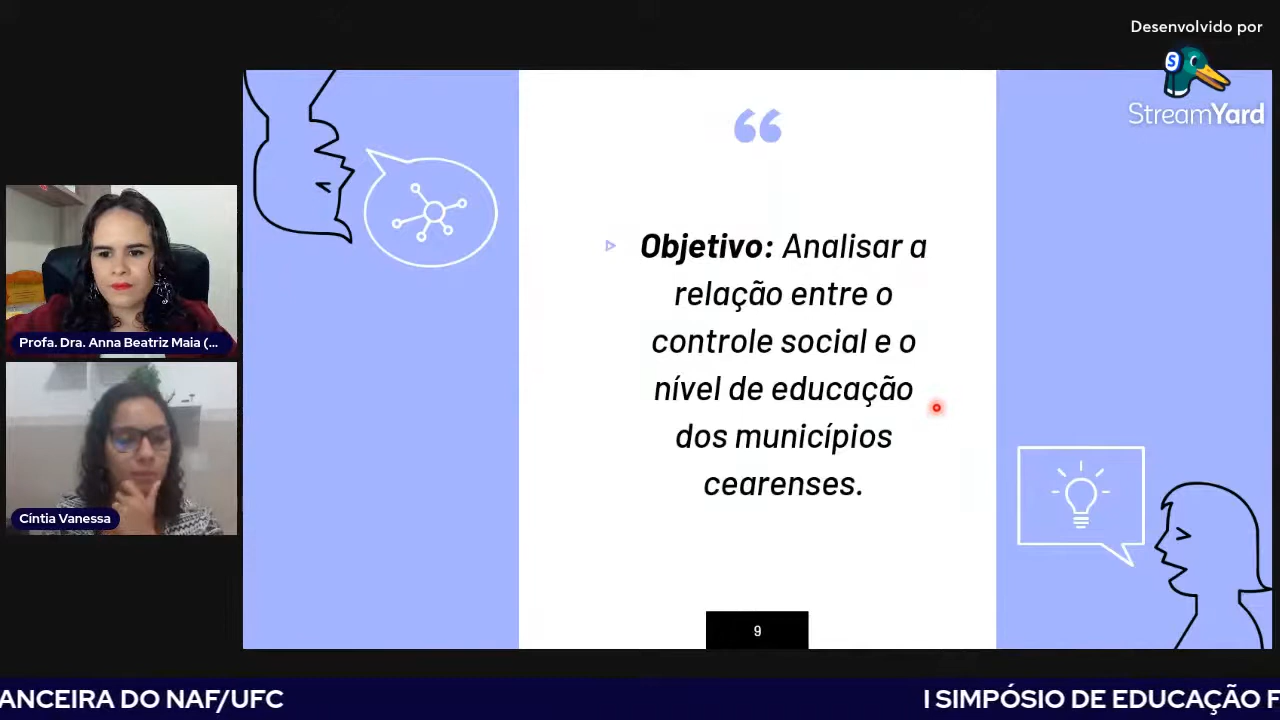 Desenvolvido por
StreamYard
“
Objetivo: Analisar a
relação entre o
controle social e o
nível de educação
dos municípios
cearenses.
9
Profa. Dra. Anna Beatriz Maia (...
Cíntia Vanessa
ANCEIRA DO NAF/UFC
I SIMPÓSIO DE EDUCAÇÃO F